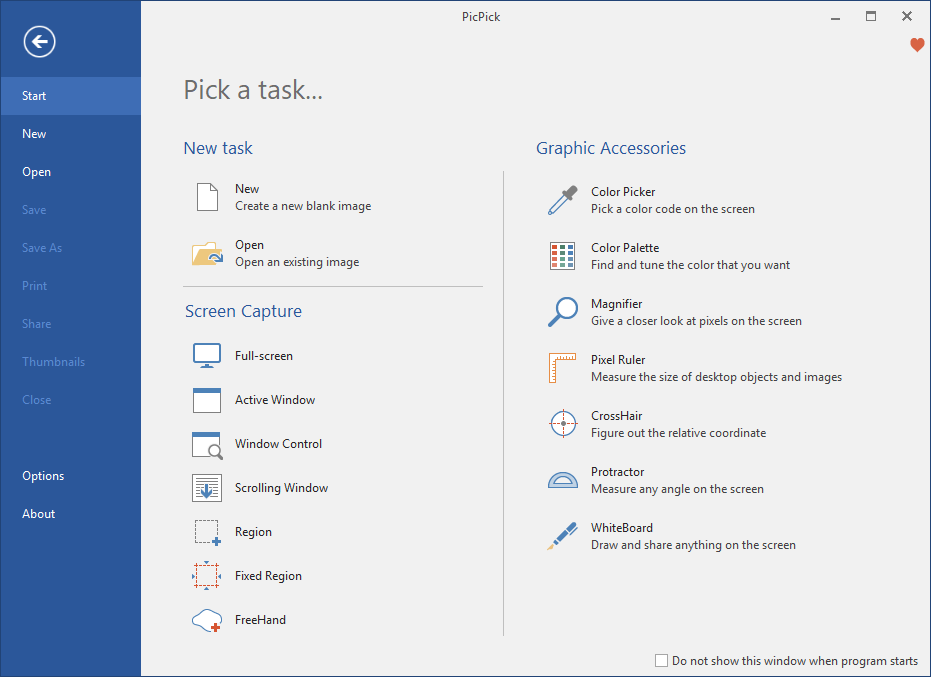 PicPick
Start
New
Open
Save
Save As
Print
Share
Thumbnails
Close
Options
About
Pick a task...
New task
New
Create a new blank image
Open
Open an existing image
Screen Capture
Full-screen
Active Window
Window Control
Scrolling Window
Region
Fixed Region
FreeHand
Graphic Accessories
Color Picker
Pick a color code on the screen
Color Palette
Find and tune the color that you want
Magnifier
Give a closer look at pixels on the screen
Pixel Ruler
Measure the size of desktop objects and images
CrossHair
Figure out the relative coordinate
Protractor
Measure any angle on the screen
WhiteBoard
Draw and share anything on the screen
Do not show this window when program starts